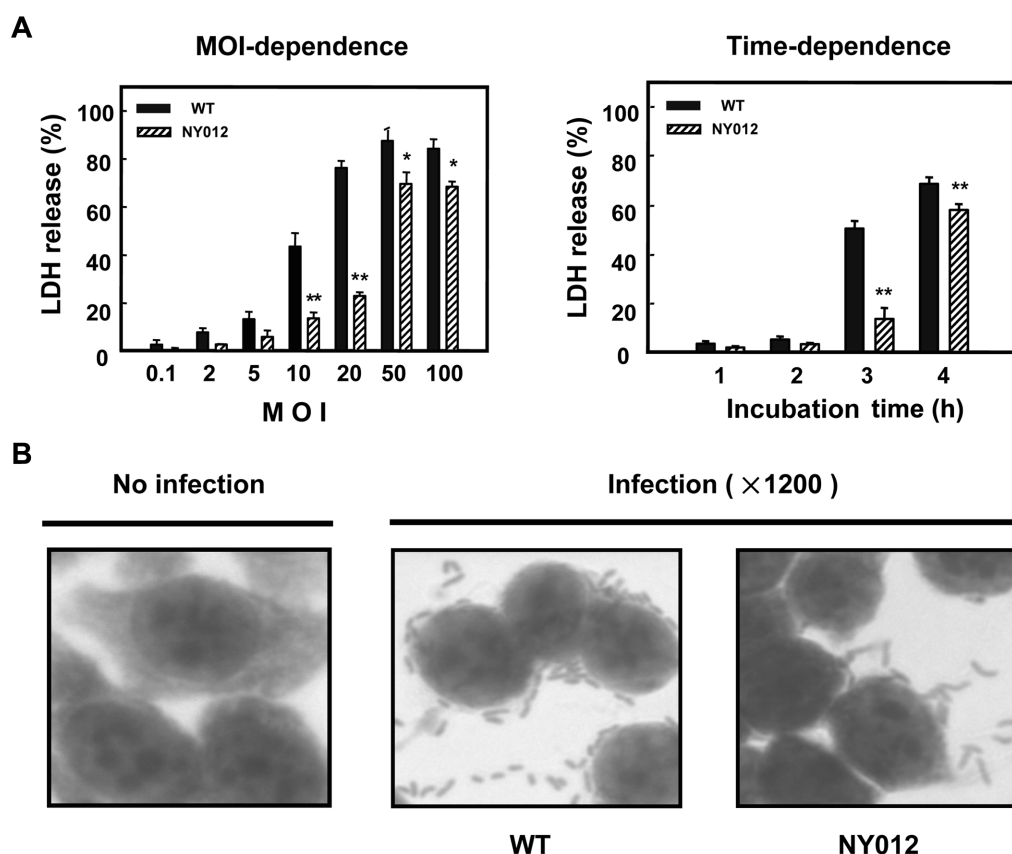 A
MOI-dependence
LDH release (%)
100
80
60
40
20
0
WT
NY012
**
**
*
*
0.1 2 5 10 20 50 100
M O I
Time-dependence
LDH release (%)
100
80
60
40
20
0
WT
NY012
**
**
1 2 3 4
Incubation time (h)
B
No infection
Infection ( ×1200 )
WT
NY012